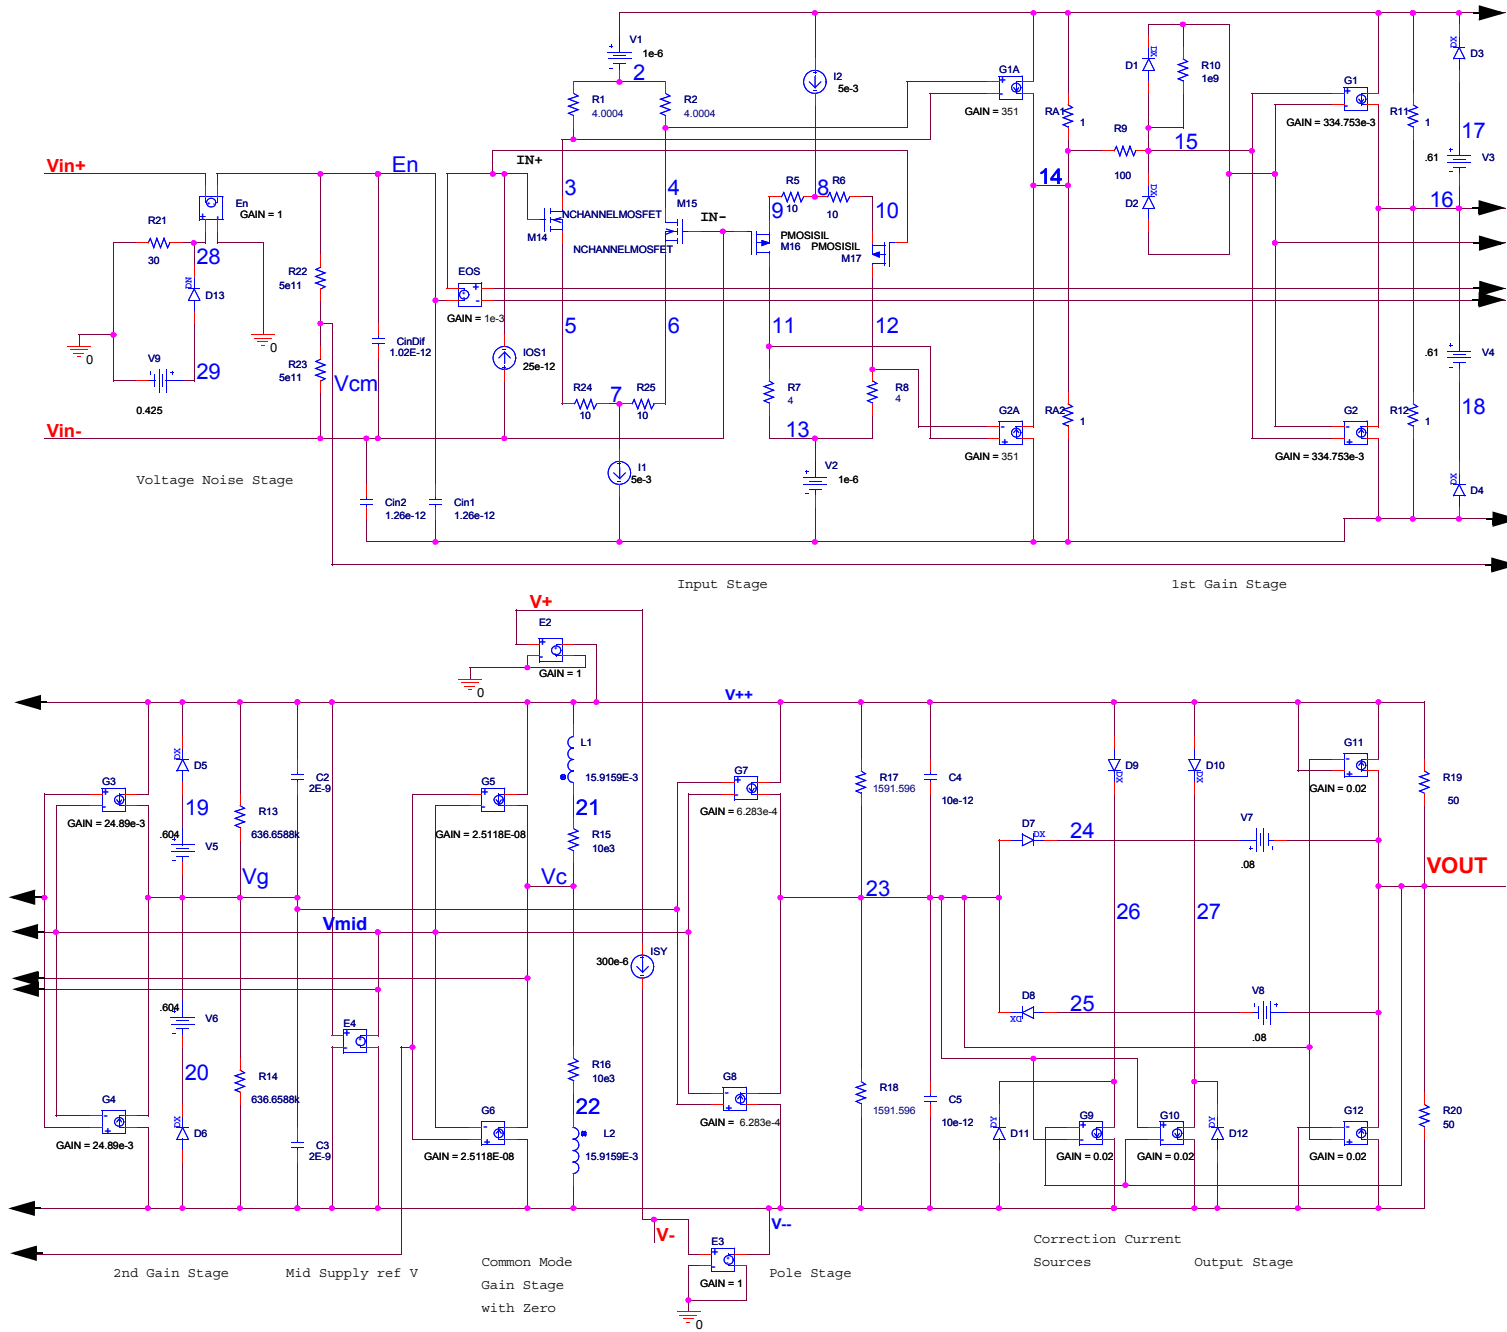 V1
1e-6
2
R1
4.0004
R2
4.0004
I2
5e-3
G1A
GAIN = 351
RA1
1
D1
DX
R10
1e9
G1
GAIN = 334.753e-3
R11
1
DX
D3
17
.61
V3
Vin+
En
IN+
En
GAIN = 1
R21
30
28
DN
D13
0
0
V9
29
0.425
R22
5e11
R23
5e11
Vcm
CinDif
1.02E-12
EOS
GAIN = 1e-3
IOS1
25e-12
3
4
NCHANNELMOSFET
M14
M15
NCHANNELMOSFET
IN-
5
6
R24
10
7
R25
10
I1
5e-3
R5
10
8
R6
10
9
10
PMOSISIL
M16
PMOSISIL
M17
11
12
R7
4
R8
4
13
V2
1e-6
14
R9
100
15
DX
D2
G2A
GAIN = 351
RA2
1
G2
GAIN = 334.753e-3
R12
1
16
.61
V4
18
DX
D4
Vin-
Cin2
1.26e-12
Cin1
1.26e-12
Voltage Noise Stage
Input Stage
1st Gain Stage
V+
E2
GAIN = 1
0
V++
G3
GAIN = 24.89e-3
DX
D5
19
.604
V5
R13
636.6588k
C2
2E-9
Vg
Vmid
G5
GAIN = 2.5118E-08
L1
15.9159E-3
21
R15
10e3
Vc
G7
GAIN = 6.283e-4
R17
1591.596
C4
10e-12
23
D9
DX
D10
DX
D7
DX
24
V7
.08
G11
GAIN = 0.02
R19
50
VOUT
26
27
300e-6
ISY
.604
V6
20
G4
GAIN = 24.89e-3
DX
D6
R14
636.6588k
C3
2E-9
E4
G6
GAIN = 2.5118E-08
R16
10e3
22
L2
15.9159E-3
G8
GAIN = 6.283e-4
R18
1591.596
C5
10e-12
D8
DX
25
V8
.08
DY
D11
G9
GAIN = 0.02
G10
GAIN = 0.02
DY
D12
G12
GAIN = 0.02
R20
50
V-
V--
E3
GAIN = 1
0
2nd Gain Stage
Mid Supply ref V
Common Mode
Gain Stage
with Zero
Pole Stage
Correction Current
Sources
Output Stage